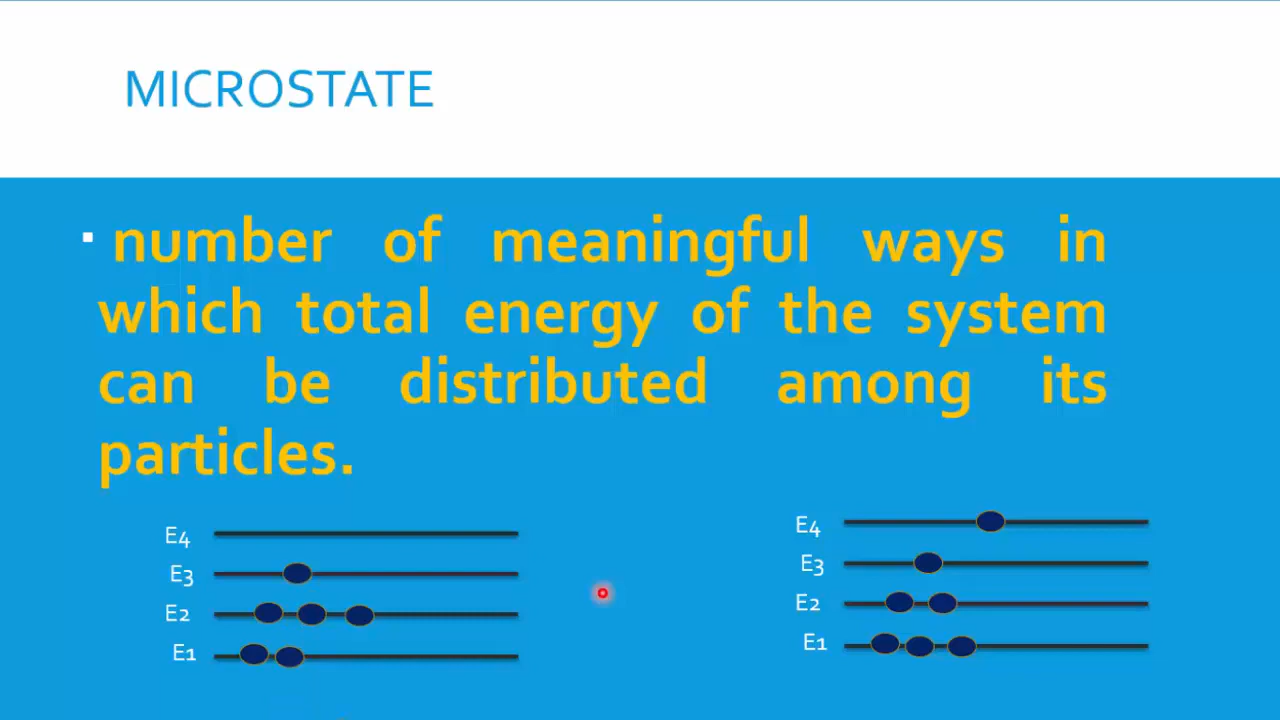 MICROSTATE
▪ number of meaningful ways in
which total energy of the system
can be distributed among its
particles.
E4
E3
E2
E1
E4
E3
E2
E1